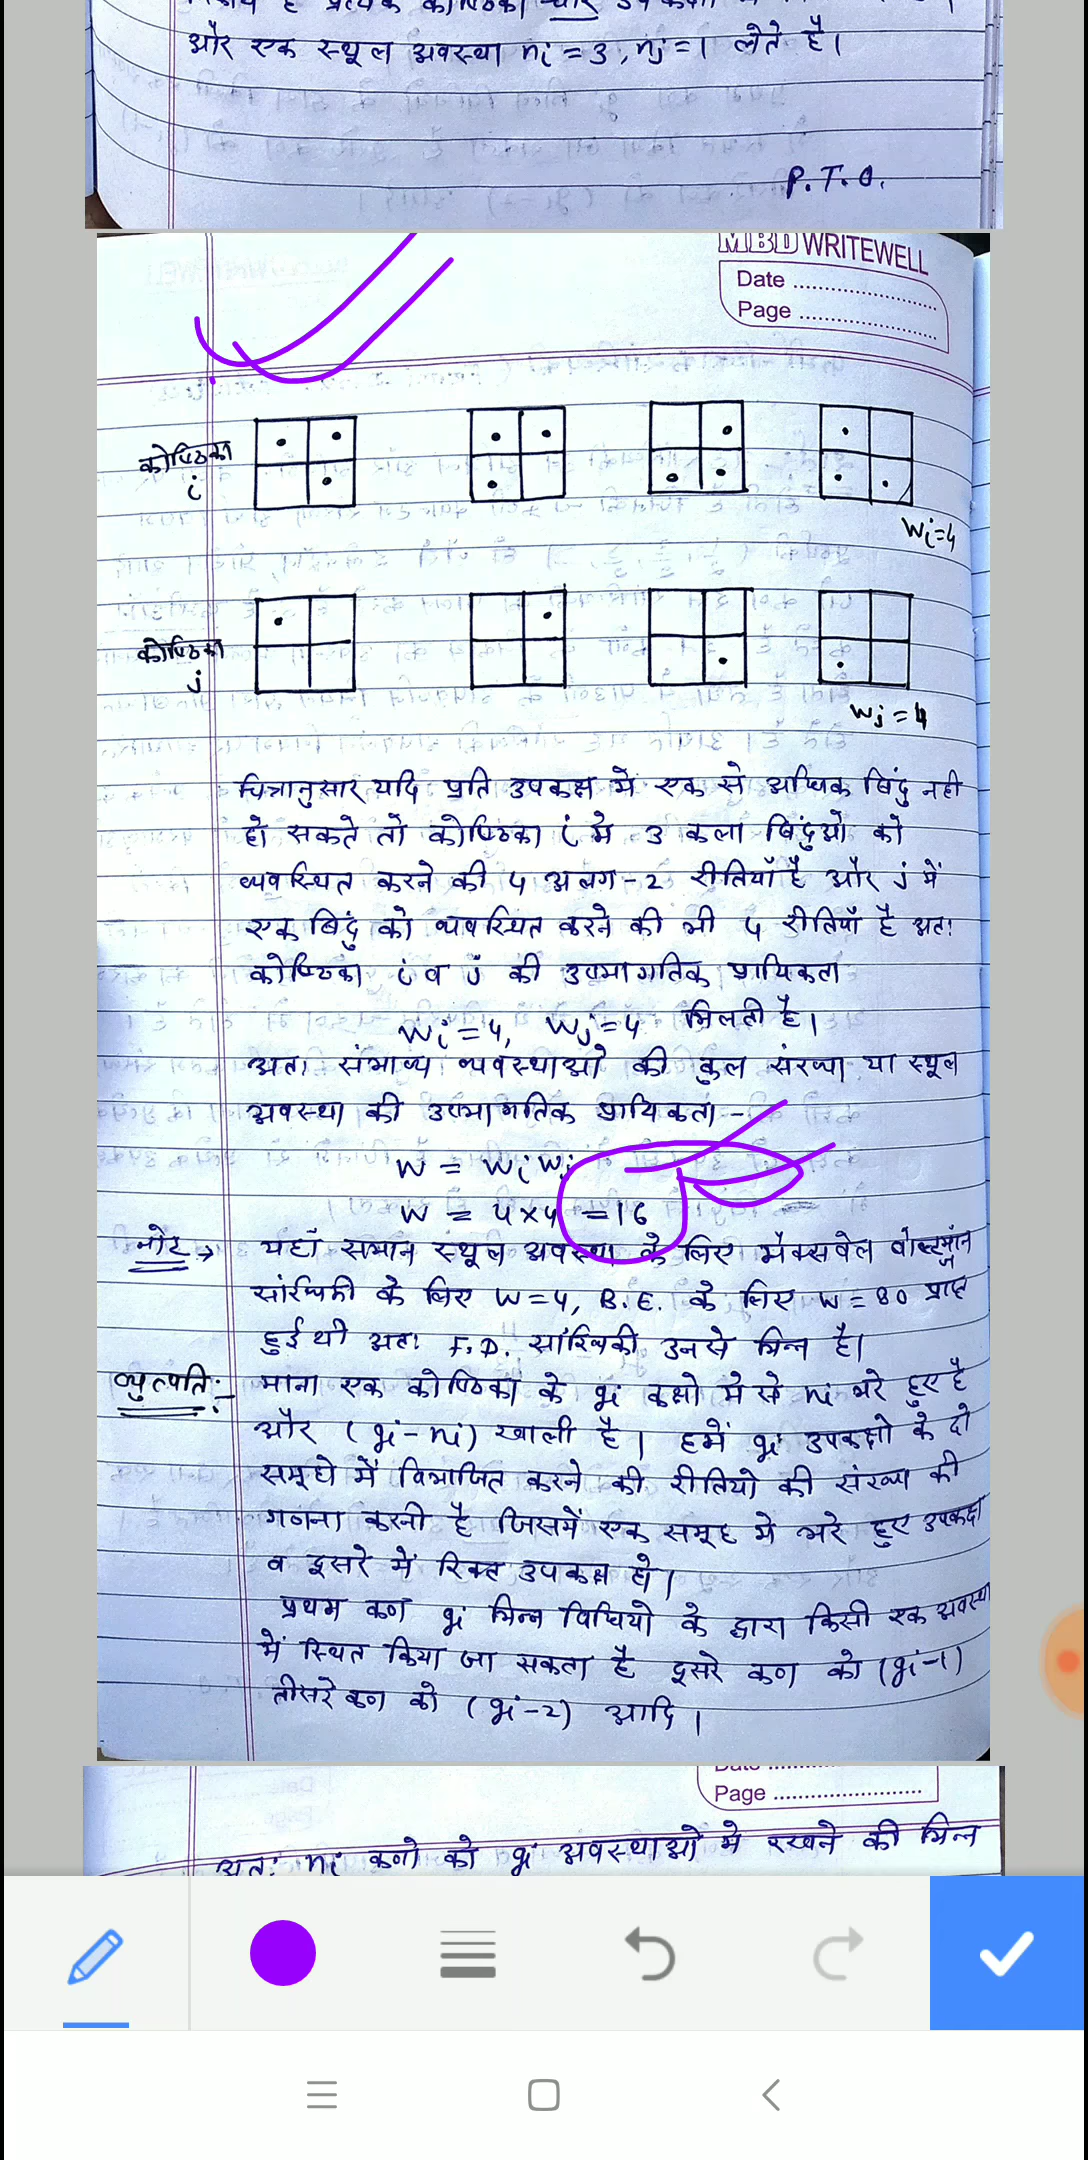 और एक स्थूल अवस्था ni = 3, nj = 1 लेते है।
P.T.O.
MBD WRITEWELL
Date
Page
कोष्ठिका
i
Wi=4
कोष्ठिका
j
Wj = 4
चित्रानुसार यदि प्रति उपकक्ष में एक से अधिक बिंदु नही
हो सकते तो कोष्ठिका i मे 3 कला बिंदुओ को
व्यवस्थित करने की 4 अलग-2 रीतियाँ है और j में
एक बिंदु को व्यवस्थित करने की भी 4 रीतियाँ है अतः
कोष्ठिका i व j की उष्मागतिक प्रायिकता
Wi = 4, Wj = 4 मिलती है।
अतः संभाव्य व्यवस्थाओ की कुल संख्या या स्थूल
अवस्था की उष्मागतिक प्रायिकता -
W = Wi Wj
W = 4x4 = 16
नोट → यहाँ समान स्थूल अवस्था के लिए मैक्सवेल वोल्टमान
सांख्यिकी के लिए W=4, B.E. के लिए W = 80 प्राप्त
हुई थी अतः F.D. सांख्यिकी उनसे भिन्न है।
व्युत्पति:- माना एक कोष्ठिका के gi कक्षो मे से ni भरे हुए है
और (gi - ni) खाली है। हमें gi उपकक्षो के दो
समूहो में विभाजित करने की रीतियो की संख्या की
गणना करनी है जिसमें एक समूह मे भरे हुए उपकक्ष
व दूसरे में रिक्त उपकक्ष हो।
प्रथम कण gi भिन्न विधियो के द्वारा किसी एक अवस्था
में स्थित किया जा सकता है दूसरे कण को (gi-1)
तीसरे कण को (gi-2) आदि।
Page
अतः ni कणो को gi अवस्थाओ मे रखने की भिन्न